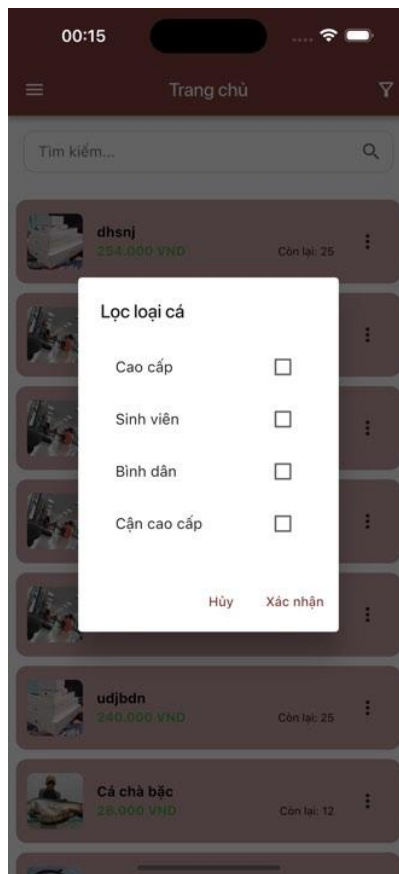 00:15
Trang chủ
Tìm kiếm...
dhsnj
254.000 VND
Còn lại: 25
Lọc loại cá
Cao cấp
Sinh viên
Bình dân
Cận cao cấp
Hủy Xác nhận
udjbdn
240.000 VND
Còn lại: 25
Cá chà bặc
28.000 VND
Còn lại: 12